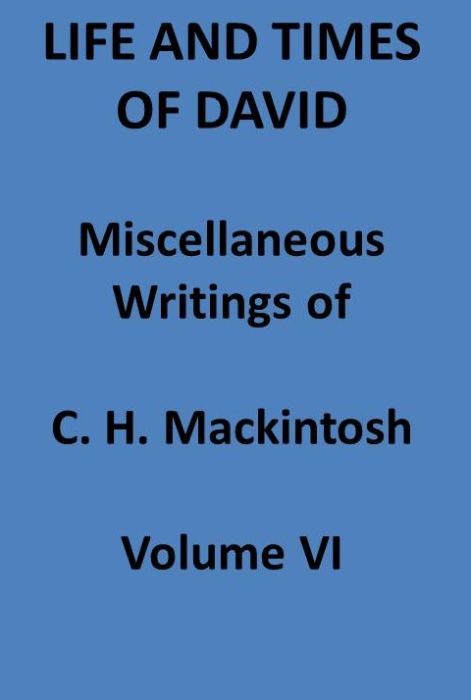 LIFE AND TIMES
OF DAVID
Miscellaneous
Writings of
C. H. Mackintosh
Volume VI